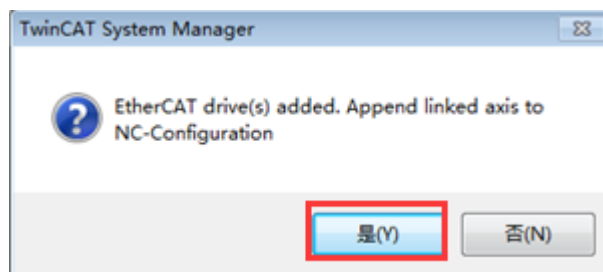 TwinCAT System Manager
EtherCAT drive(s) added. Append linked axis to
NC-Configuration
是(Y)
否(N)